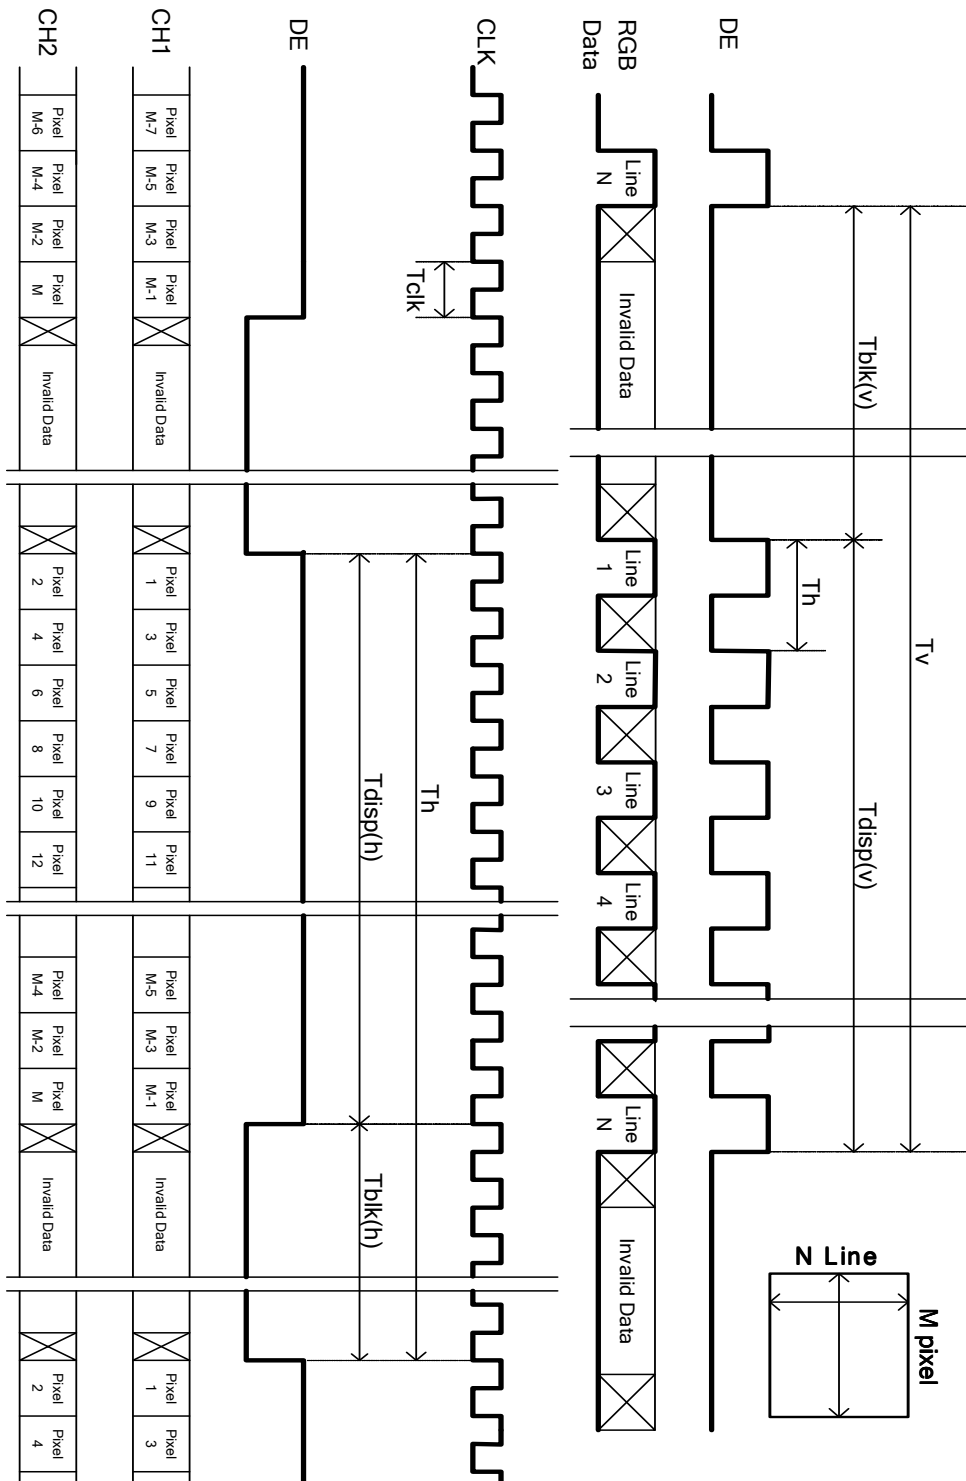 Tv
Tblk(v)
Tdisp(v)
Th
N Line
M pixel
DE
RGB
Data
Line
N
Invalid Data
Line
1
Line
2
Line
3
Line
4
Line
N
Invalid Data
CLK
Tclk
Th
Tdisp(h)
Tblk(h)
DE
CH1
Pixel
M-7
Pixel
M-5
Pixel
M-3
Pixel
M-1
Invalid Data
Pixel
1
Pixel
3
Pixel
5
Pixel
7
Pixel
9
Pixel
11
Pixel
M-5
Pixel
M-3
Pixel
M-1
Invalid Data
Pixel
1
Pixel
3
CH2
Pixel
M-6
Pixel
M-4
Pixel
M-2
Pixel
M
Invalid Data
Pixel
2
Pixel
4
Pixel
6
Pixel
8
Pixel
10
Pixel
12
Pixel
M-4
Pixel
M-2
Pixel
M
Invalid Data
Pixel
2
Pixel
4